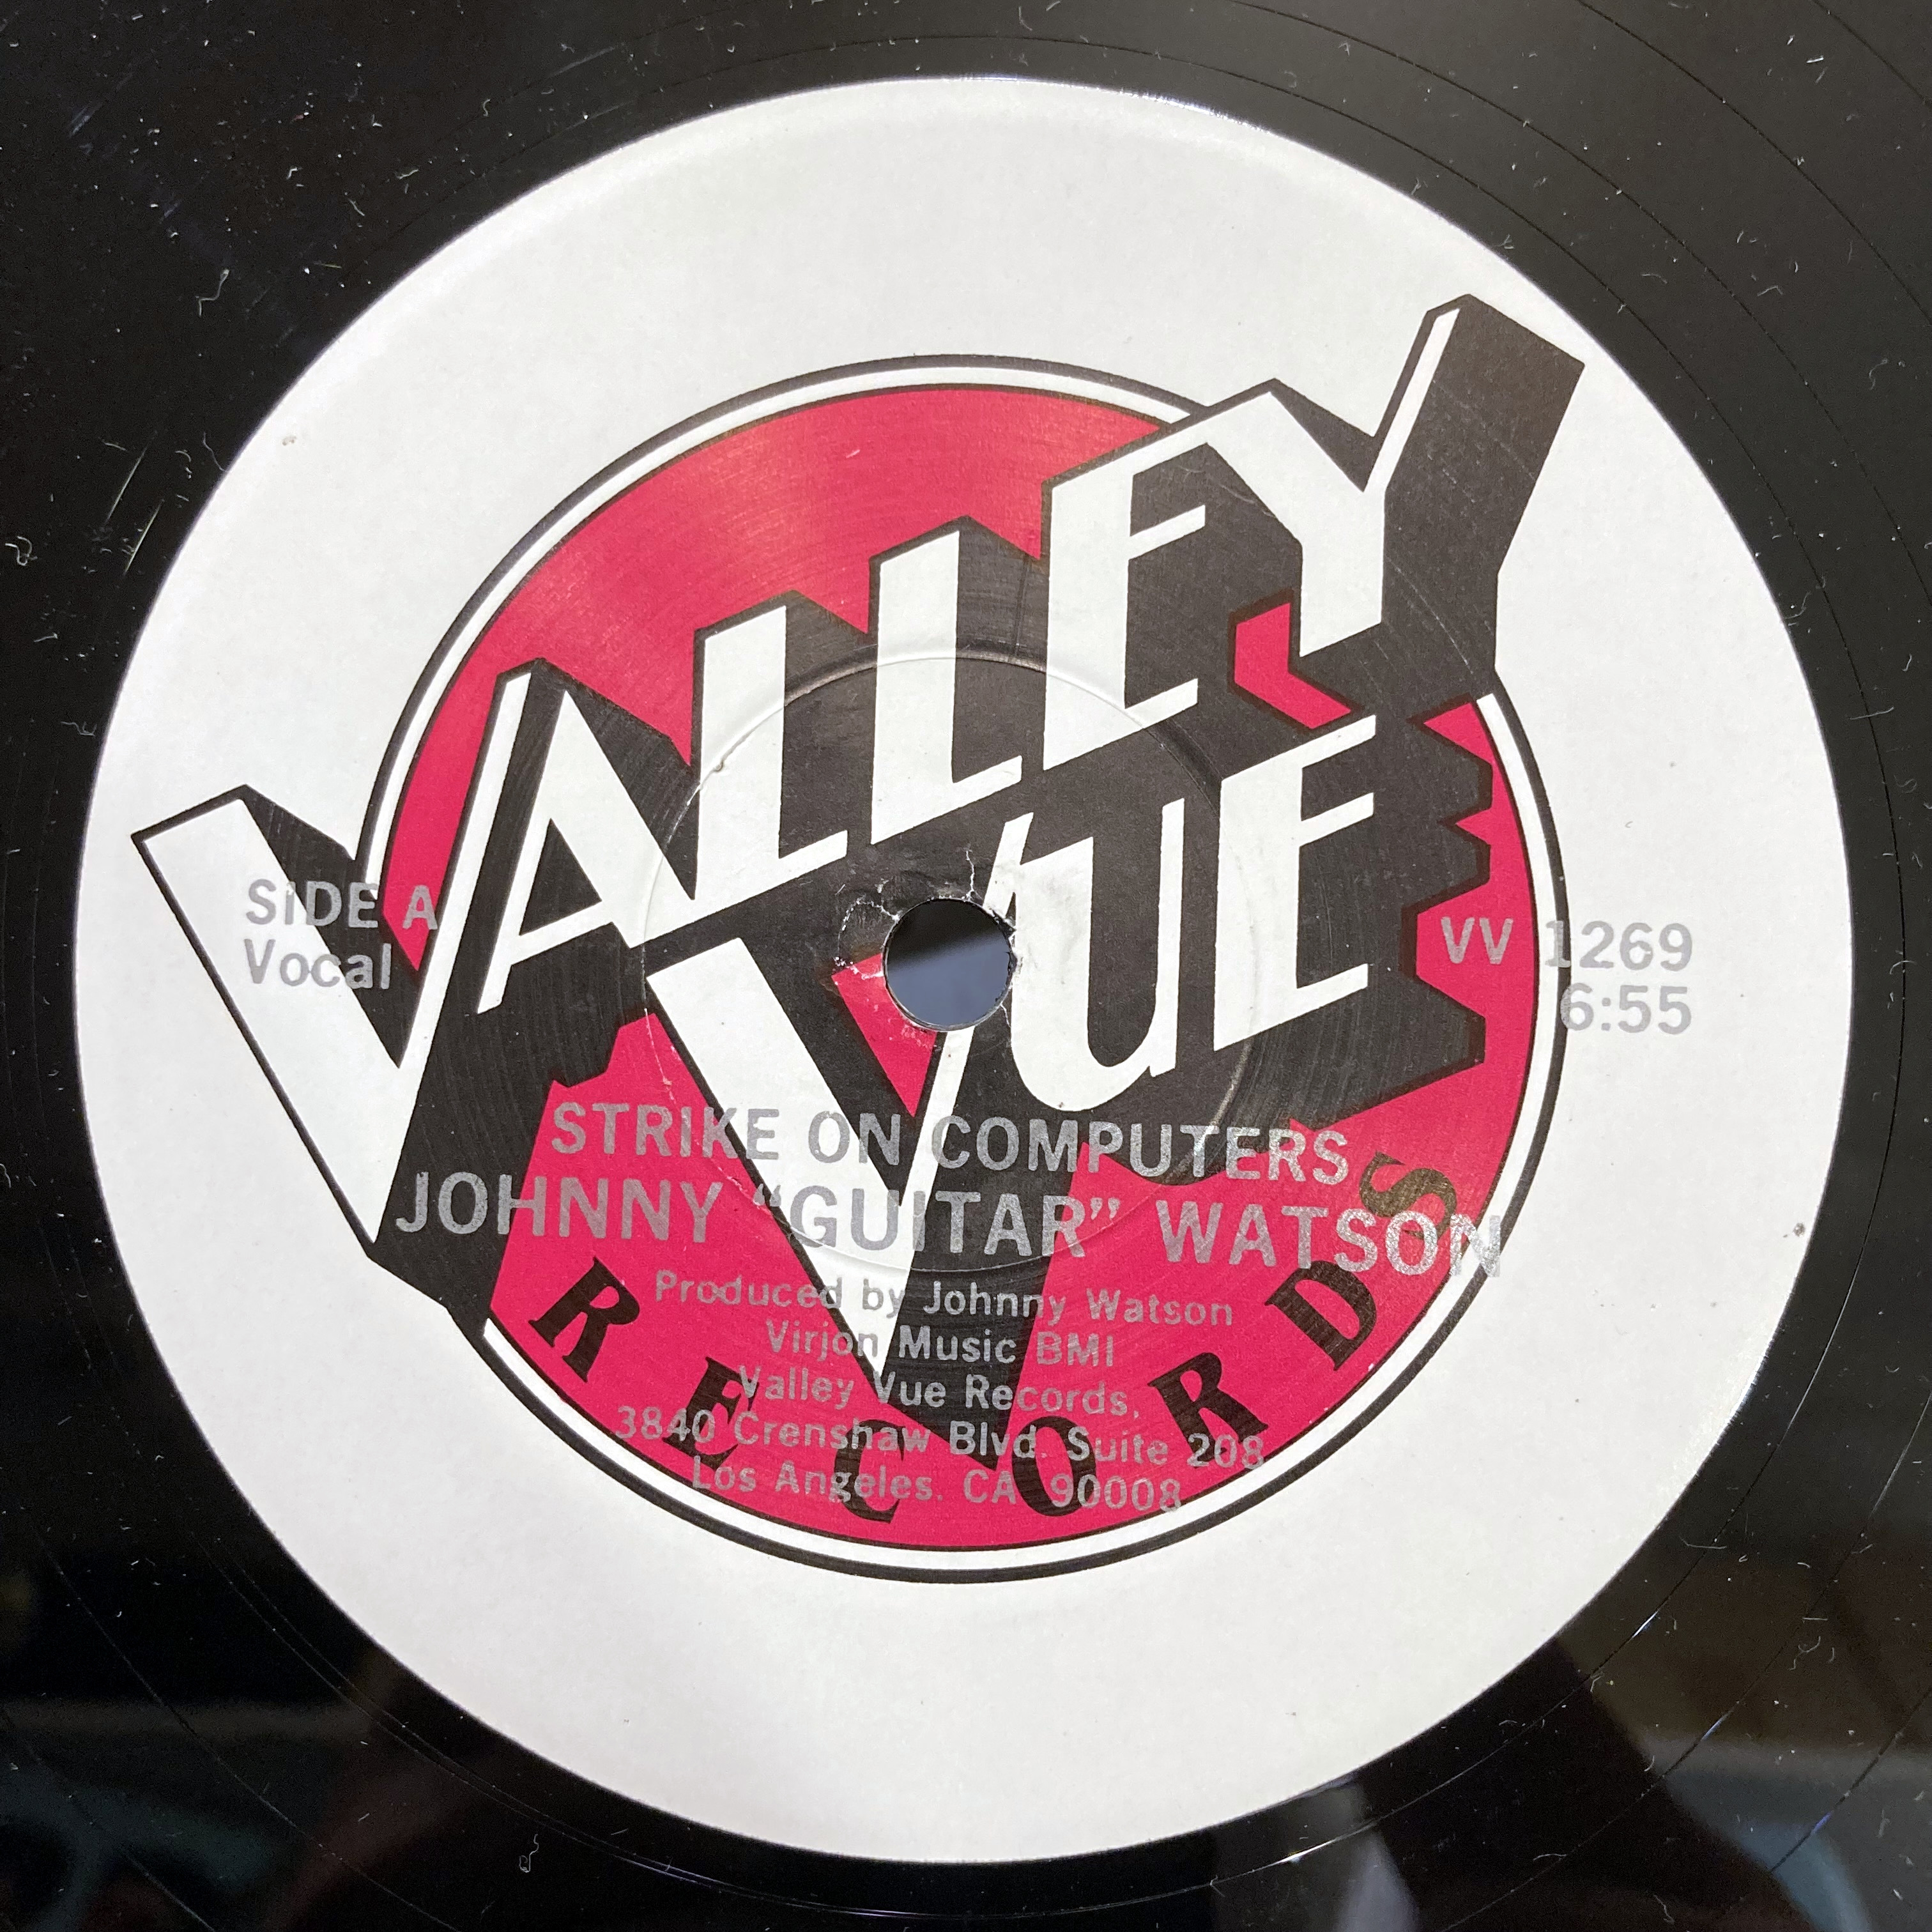 VALLEY
VUE
SIDE A
Vocal
VV 1269
6:55
STRIKE ON COMPUTERS
JOHNNY “GUITAR” WATSON
Produced by Johnny Watson
Virjon Music BMI
Valley Vue Records,
3840 Crenshaw Blvd. Suite 208
Los Angeles. CA 90008
RECORDS